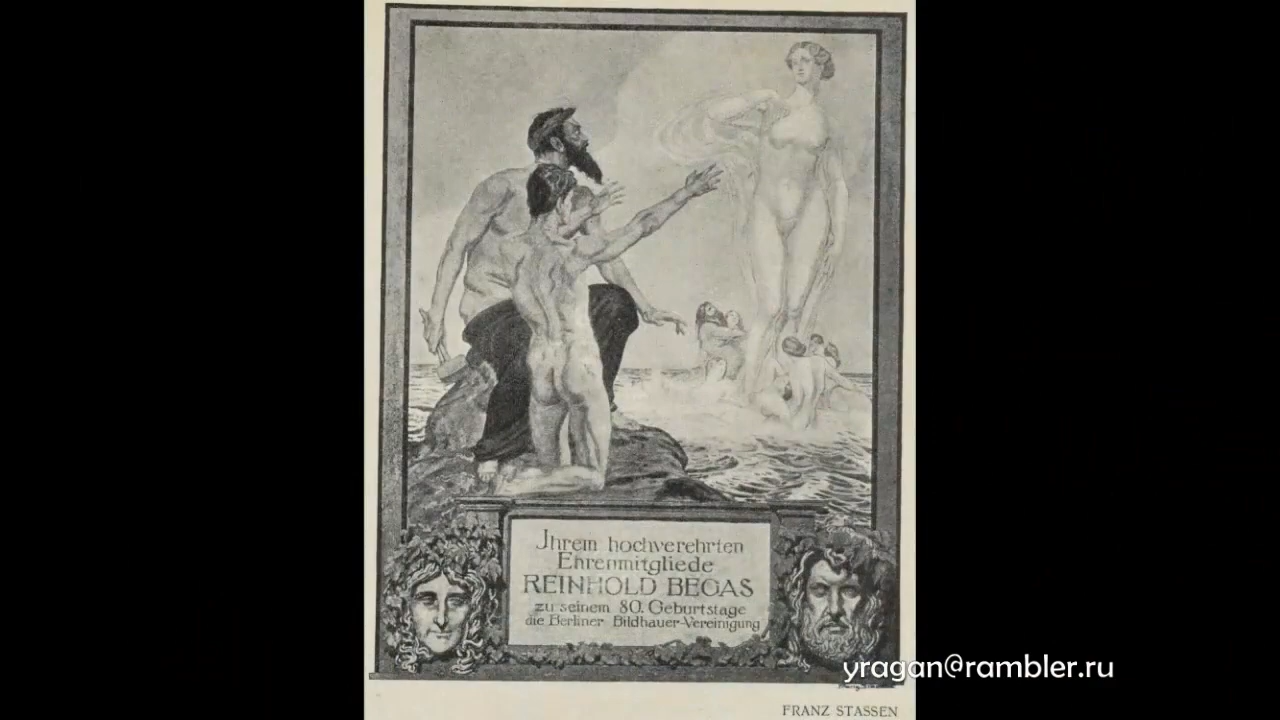 Jhrem hochverehrten
Ehrenmitgliede
REINHOLD BEGAS
zu seinem 80. Geburtstage
die Berliner Bildhauer-Vereinigung
yragan@rambler.ru
FRANZ STASSEN